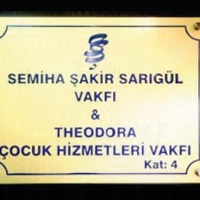 SEMİHA ŞAKİR SARIGÜL
VAKFI
&
THEODORA
ÇOCUK HİZMETLERİ VAKFI
Kat: 4